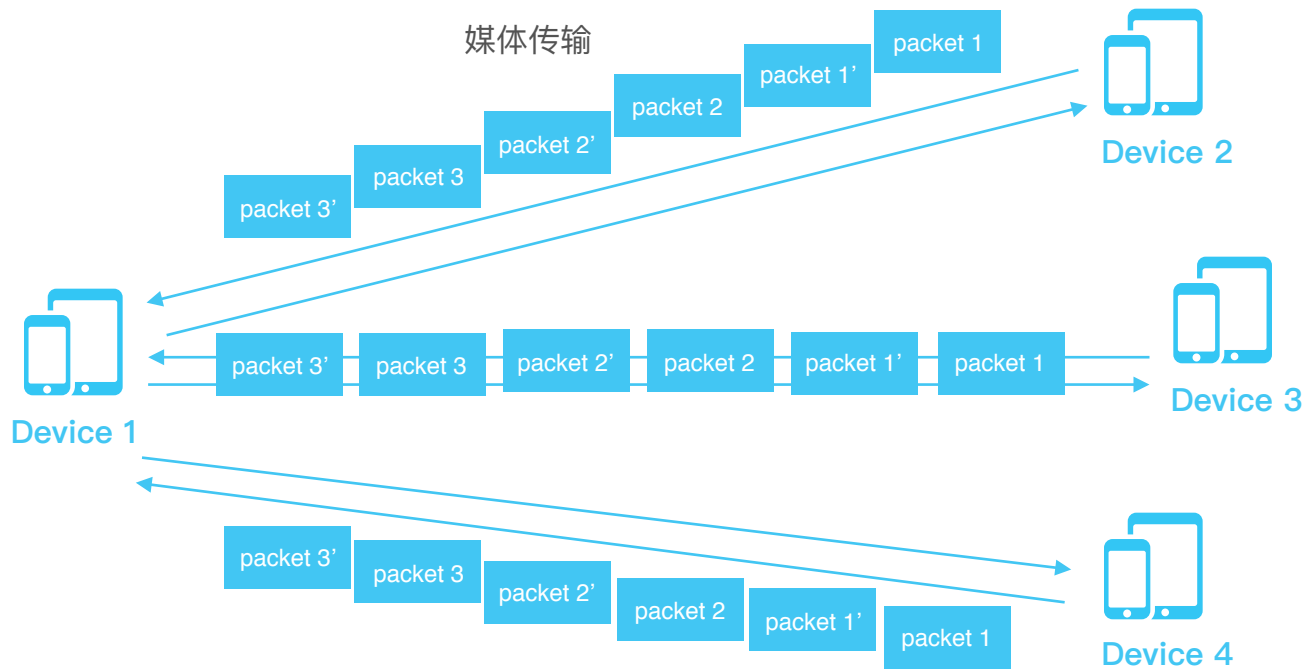 媒体传输
packet 1
packet 1’
packet 2
packet 2’
packet 3
packet 3’
Device 2
packet 3’
packet 3
packet 2’
packet 2
packet 1’
packet 1
Device 1
Device 3
packet 3’
packet 3
packet 2’
packet 2
packet 1’
packet 1
Device 4